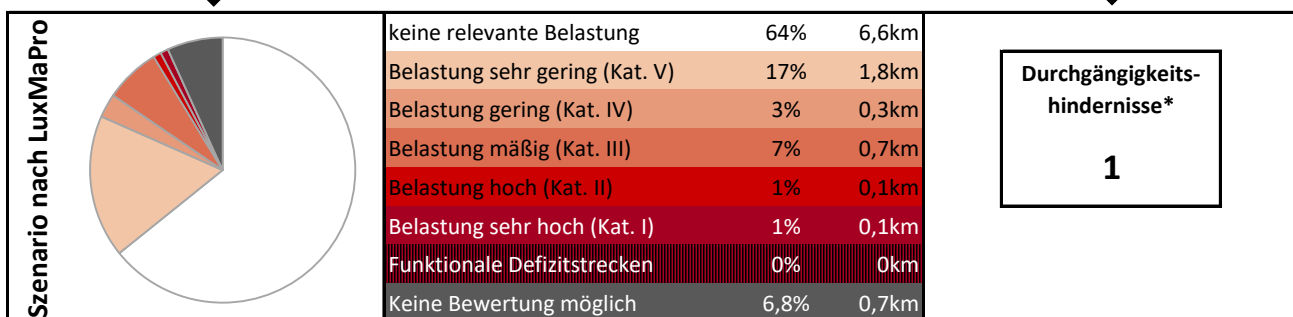 Szenario nach LuxMaPro
keine relevante Belastung 64% 6,6km
Belastung sehr gering (Kat. V) 17% 1,8km
Belastung gering (Kat. IV) 3% 0,3km
Belastung mäßig (Kat. III) 7% 0,7km
Belastung hoch (Kat. II) 1% 0,1km
Belastung sehr hoch (Kat. I) 1% 0,1km
Funktionale Defizitstrecken 0% 0km
Keine Bewertung möglich 6,8% 0,7km
Durchgängigkeits-
hindernisse*
1